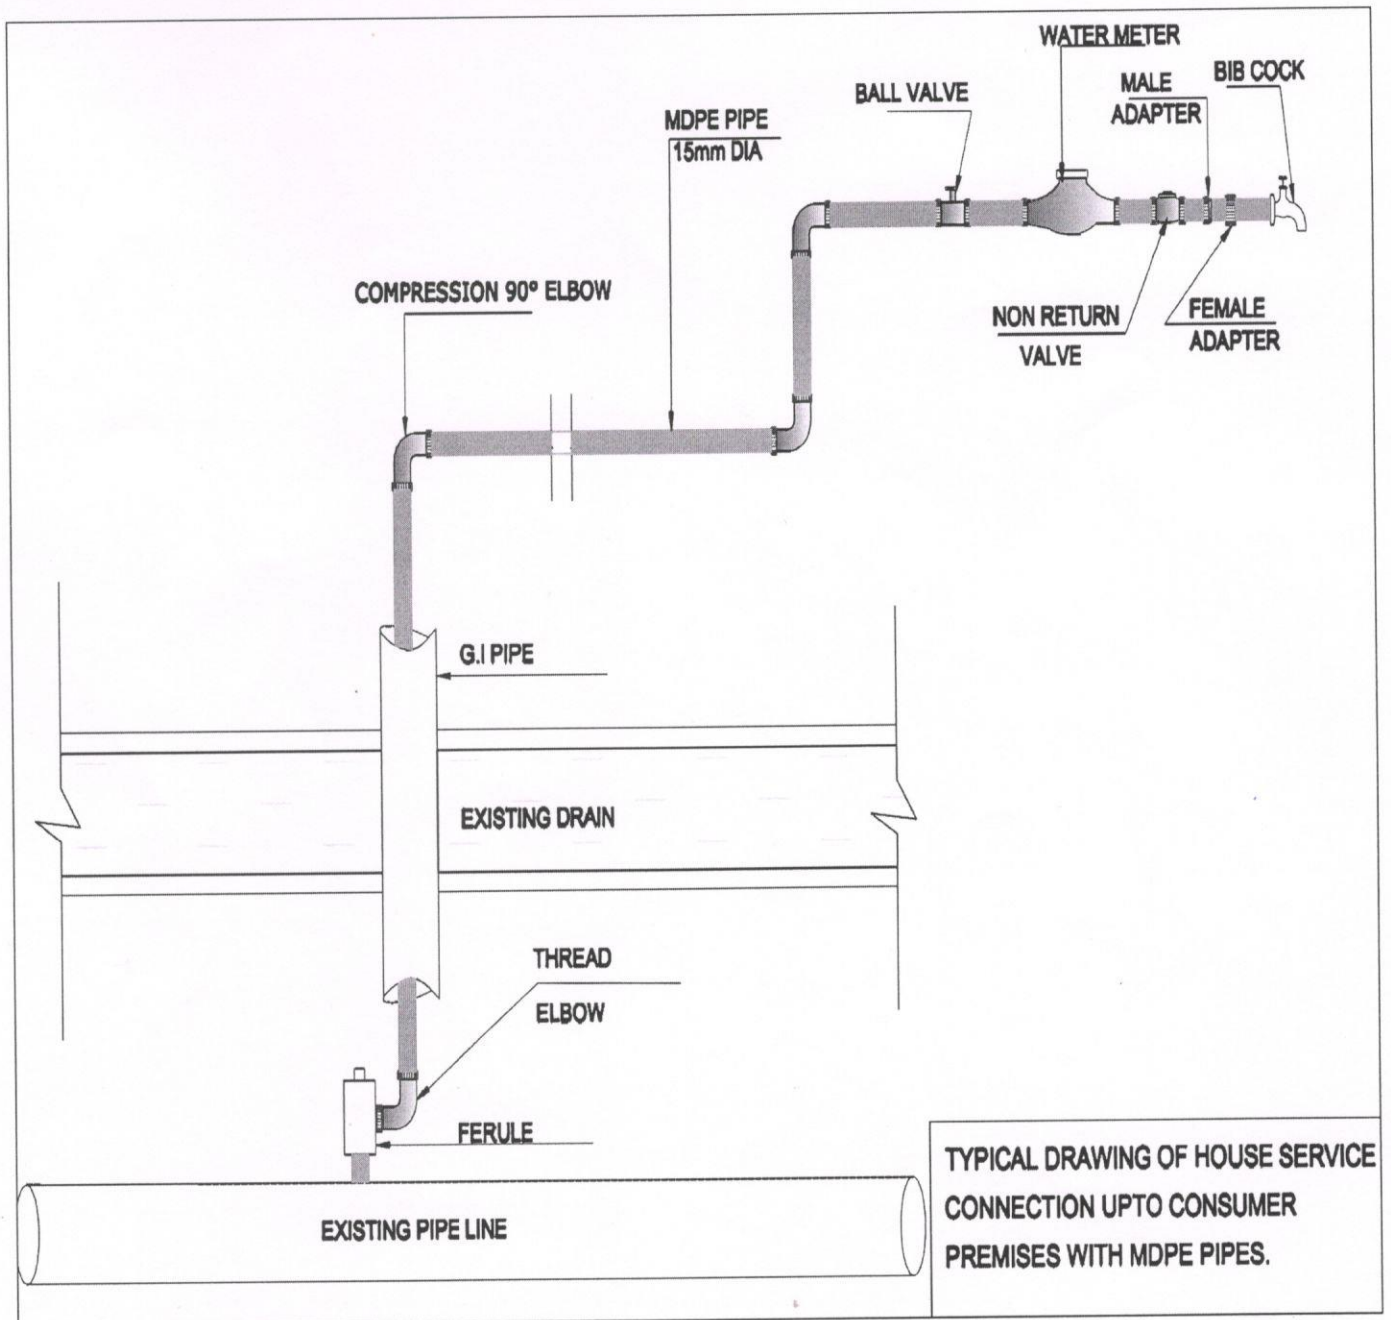 WATER METER
BIB COCK
MALE
ADAPTER
BALL VALVE
MDPE PIPE
15mm DIA
COMPRESSION 90° ELBOW
NON RETURN
VALVE
FEMALE
ADAPTER
G.I PIPE
EXISTING DRAIN
THREAD
ELBOW
FERULE
EXISTING PIPE LINE
TYPICAL DRAWING OF HOUSE SERVICE
CONNECTION UPTO CONSUMER
PREMISES WITH MDPE PIPES.